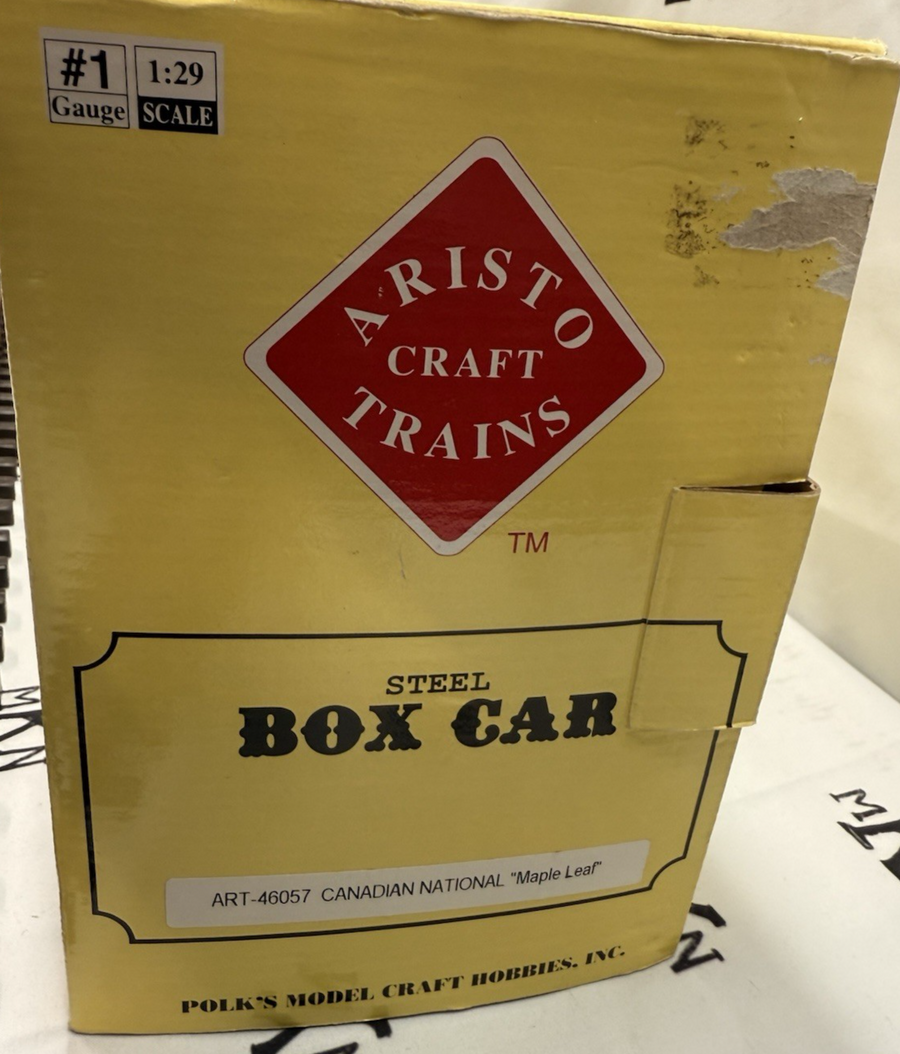 #1
Gauge
1:29
SCALE
ARISTO
CRAFT
TRAINS
TM
STEEL
BOX CAR
ART-46057 CANADIAN NATIONAL "Maple Leaf"
POLK'S MODEL CRAFT HOBBIES, INC.